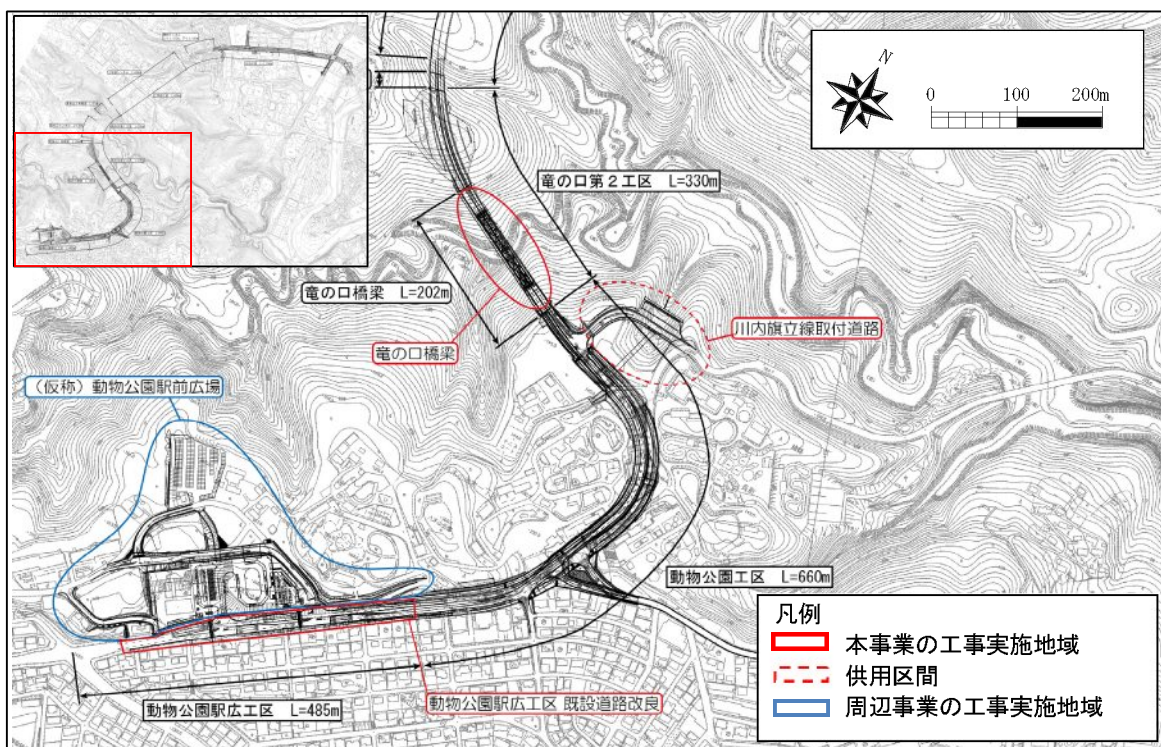 N
0 100 200m
竜の口第２工区 L=330m
竜の口橋梁 L=202m
川内旗立線取付道路
竜の口橋梁
（仮称）動物公園駅前広場
動物公園工区 L=660m
凡例
本事業の工事実施地域
供用区間
周辺事業の工事実施地域
動物公園駅広工区 既設道路改良
動物公園駅広工区 L=485m